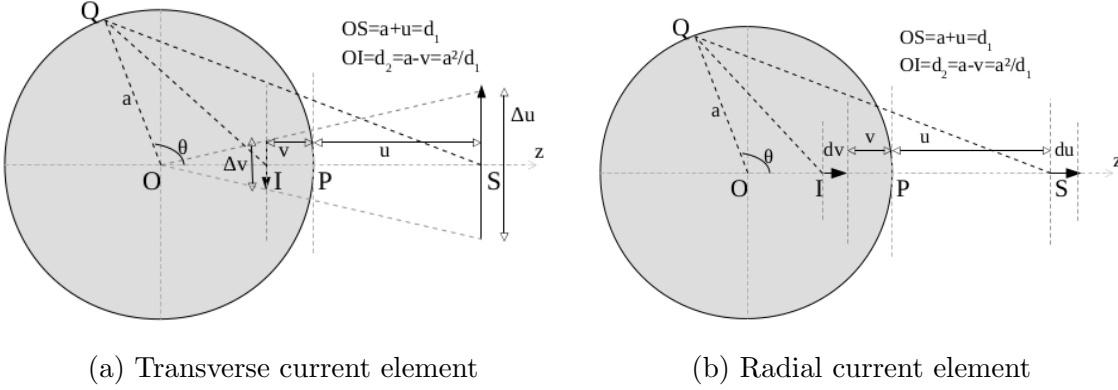 Q
OS=a+u=d₁
OI=d₂=a-v=a²/d₁
a
θ
Δv
v
u
Δu
z
O
I
P
S
(a) Transverse current element
Q
OS=a+u=d₁
OI=d₂=a-v=a²/d₁
a
θ
dv
v
u
du
z
O
I
P
S
(b) Radial current element